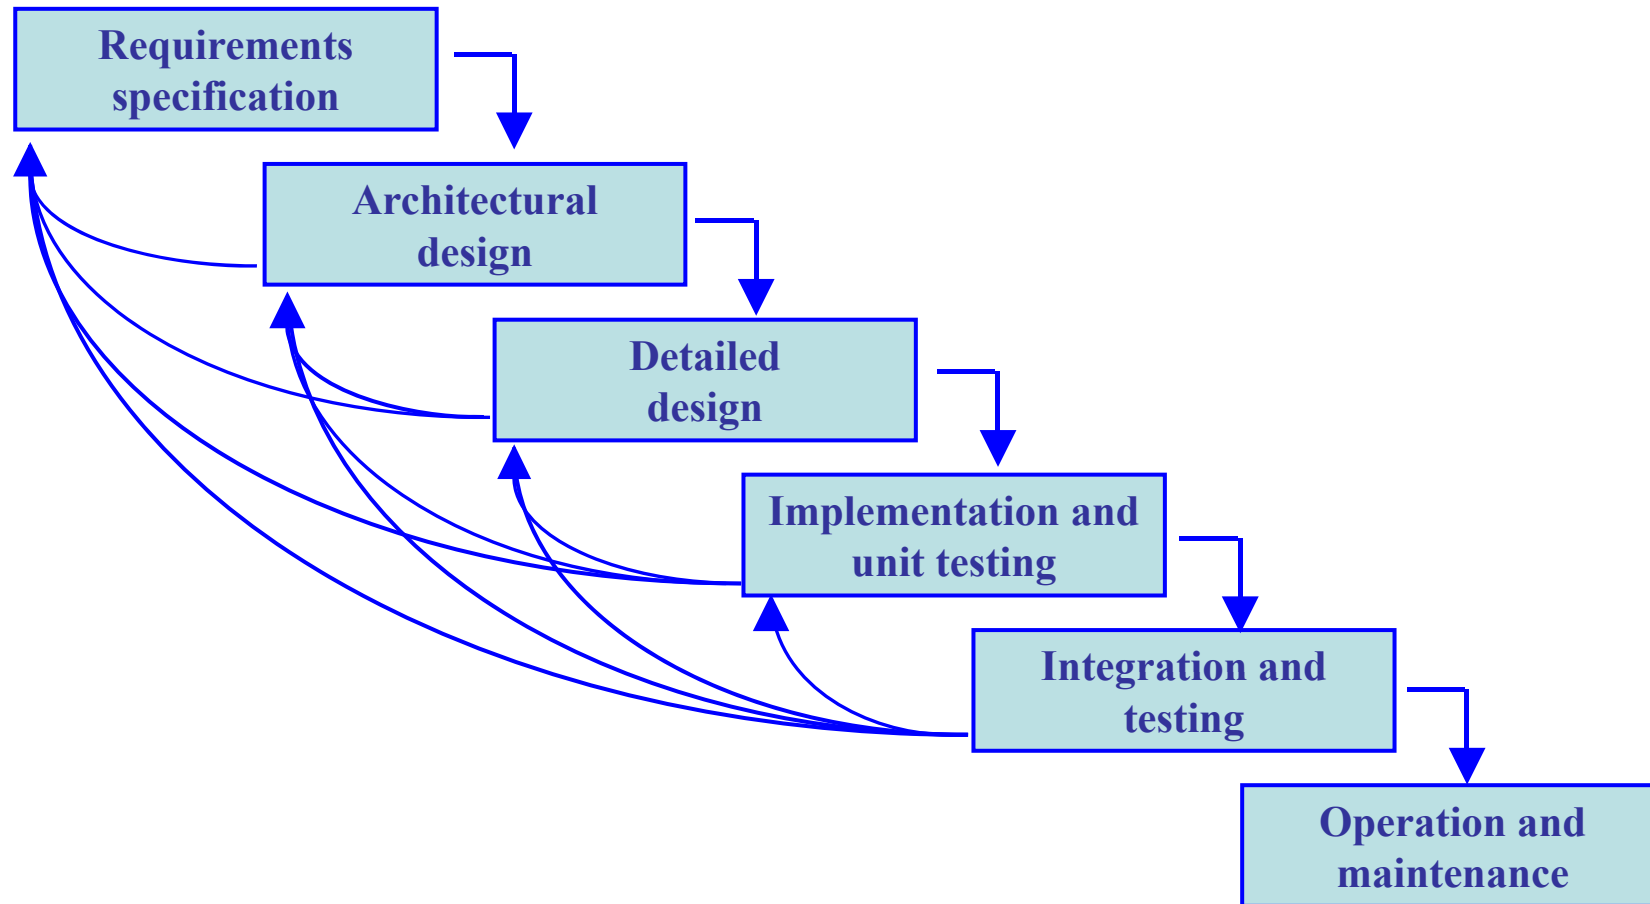 Requirements
specification
Architectural
design
Detailed
design
Implementation and
unit testing
Integration and
testing
Operation and
maintenance